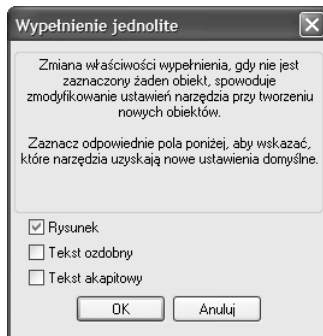 Wypełnienie jednolite
Zmiana właściwości wypełnienia, gdy nie jest
zaznaczony żaden obiekt, spowoduje
zmodyfikowanie ustawień narzędzia przy tworzeniu
nowych obiektów.
Zaznacz odpowiednie pola poniżej, aby wskazać,
które narzędzia uzyskają nowe ustawienia domyślne.
Rysunek
Tekst ozdobny
Tekst akapitowy
OK Anuluj